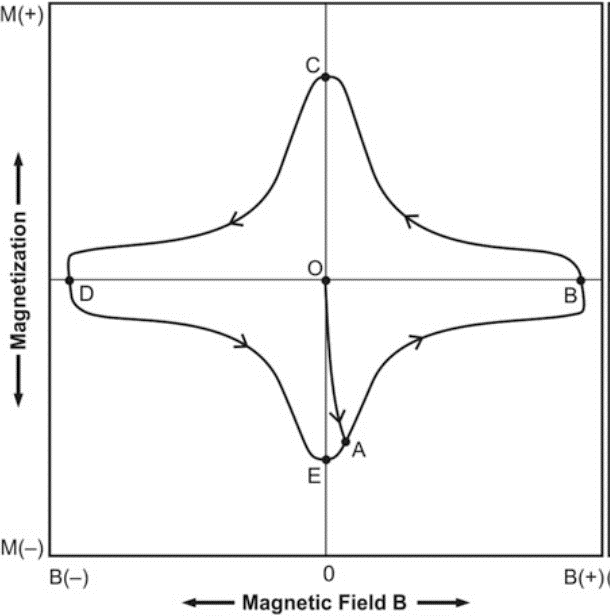 M(+)
C
Magnetization
O
D
B
A
E
M(–)
B(–)
0
B(+)(
Magnetic Field B